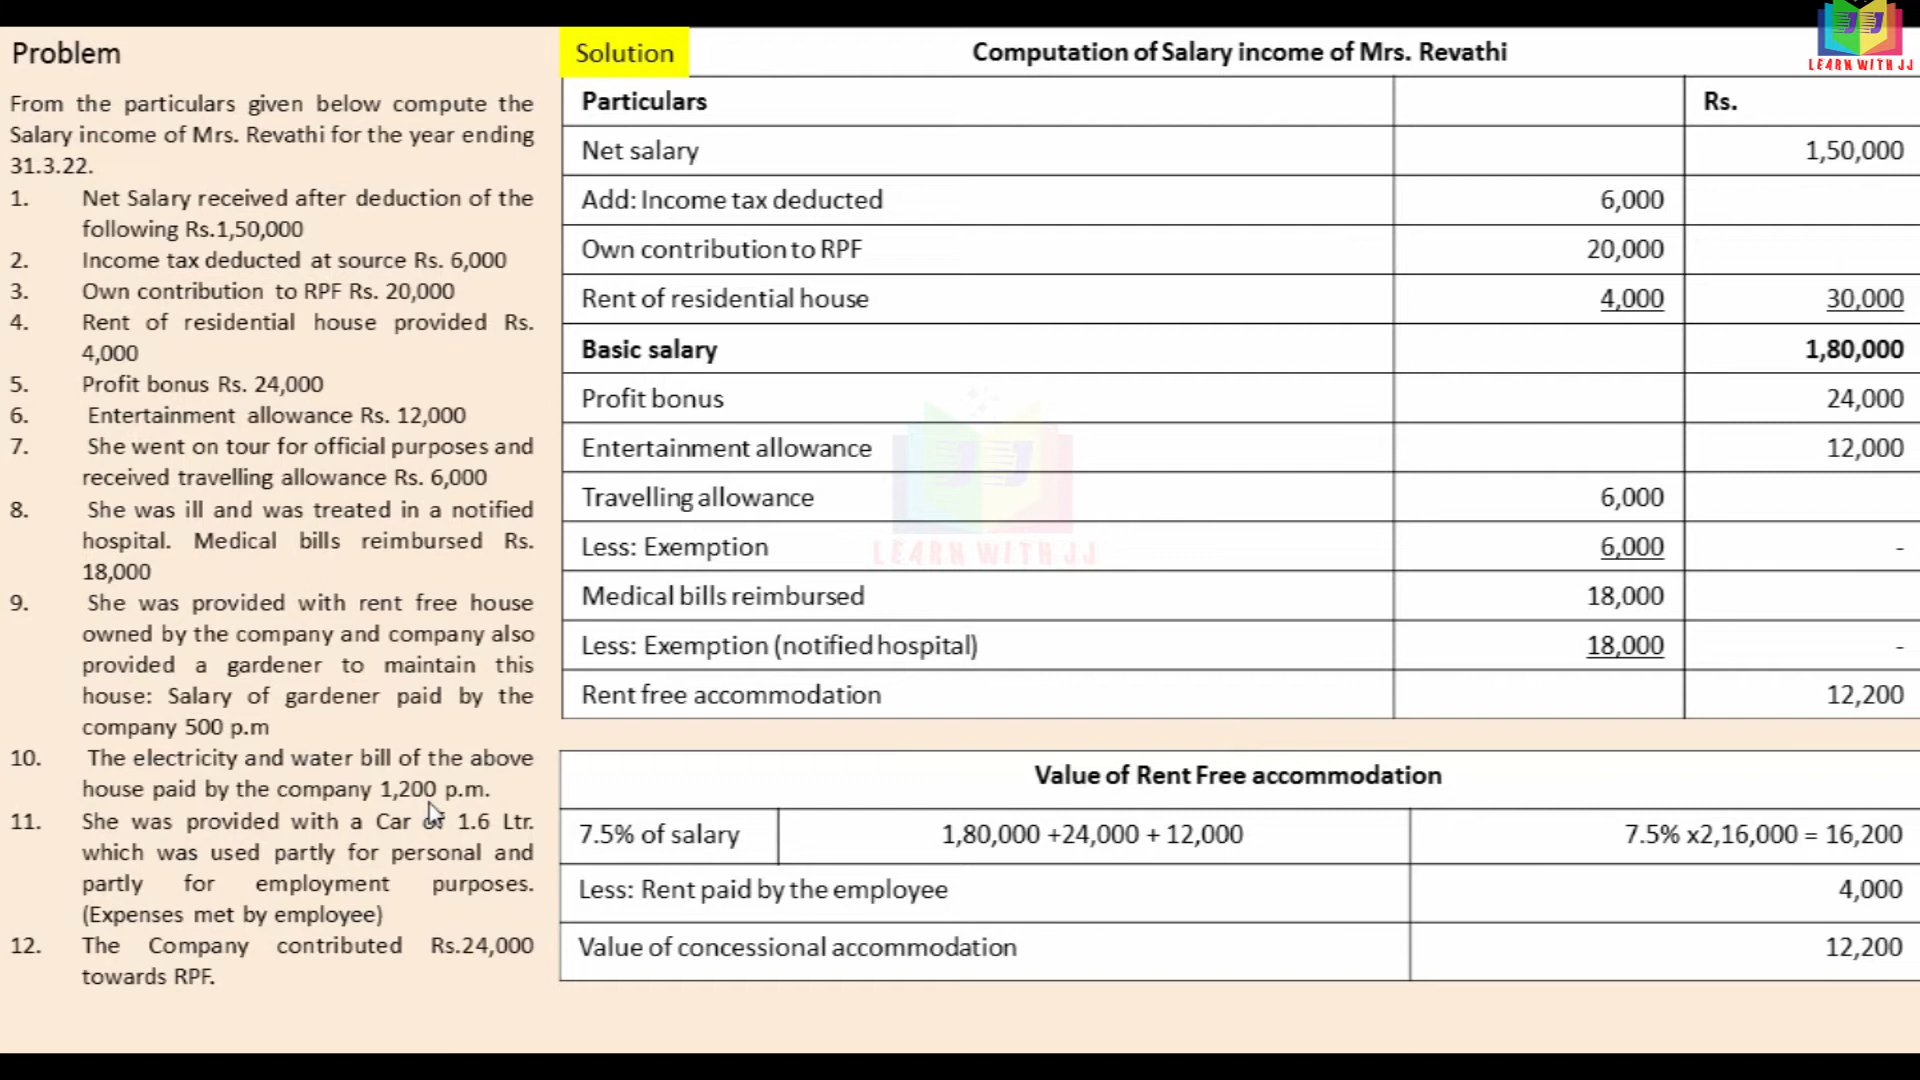 Problem
From the particulars given below compute the
Salary income of Mrs. Revathi for the year ending
31.3.22.
1. Net Salary received after deduction of the
following Rs.1,50,000
2. Income tax deducted at source Rs. 6,000
3. Own contribution to RPF Rs. 20,000
4. Rent of residential house provided Rs.
4,000
5. Profit bonus Rs. 24,000
6. Entertainment allowance Rs. 12,000
7. She went on tour for official purposes and
received travelling allowance Rs. 6,000
8. She was ill and was treated in a notified
hospital. Medical bills reimbursed Rs.
18,000
9. She was provided with rent free house
owned by the company and company also
provided a gardener to maintain this
house: Salary of gardener paid by the
company 500 p.m
10. The electricity and water bill of the above
house paid by the company 1,200 p.m.
11. She was provided with a Car of 1.6 Ltr.
which was used partly for personal and
partly for employment purposes.
(Expenses met by employee)
12. The Company contributed Rs.24,000
towards RPF.
Solution
Computation of Salary income of Mrs. Revathi
JJ
LEARN WITH JJ
Particulars Rs.
Net salary 1,50,000
Add: Income tax deducted 6,000
Own contribution to RPF 20,000
Rent of residential house 4,000 30,000
Basic salary 1,80,000
Profit bonus 24,000
Entertainment allowance 12,000
Travelling allowance 6,000
Less: Exemption 6,000 -
Medical bills reimbursed 18,000
Less: Exemption (notified hospital) 18,000 -
Rent free accommodation 12,200
JJ
LEARN WITH JJ
Value of Rent Free accommodation
7.5% of salary 1,80,000 +24,000 + 12,000 7.5% x2,16,000 = 16,200
Less: Rent paid by the employee 4,000
Value of concessional accommodation 12,200